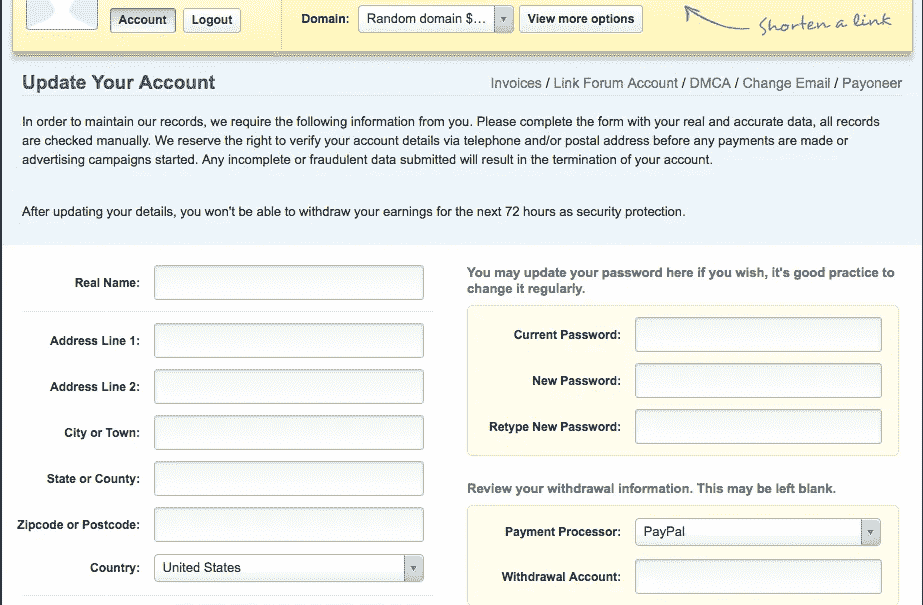 Account Logout Domain: Random domain $... View more options Shorten a link
Update Your Account Invoices / Link Forum Account / DMCA / Change Email / Payoneer
In order to maintain our records, we require the following information from you. Please complete the form with your real and accurate data, all records
are checked manually. We reserve the right to verify your account details via telephone and/or postal address before any payments are made or
advertising campaigns started. Any incomplete or fraudulent data submitted will result in the termination of your account.
After updating your details, you won't be able to withdraw your earnings for the next 72 hours as security protection.
Real Name:
Address Line 1:
Address Line 2:
City or Town:
State or County:
Zipcode or Postcode:
Country: United States
You may update your password here if you wish, it's good practice to
change it regularly.
Current Password:
New Password:
Retype New Password:
Review your withdrawal information. This may be left blank.
Payment Processor: PayPal
Withdrawal Account: